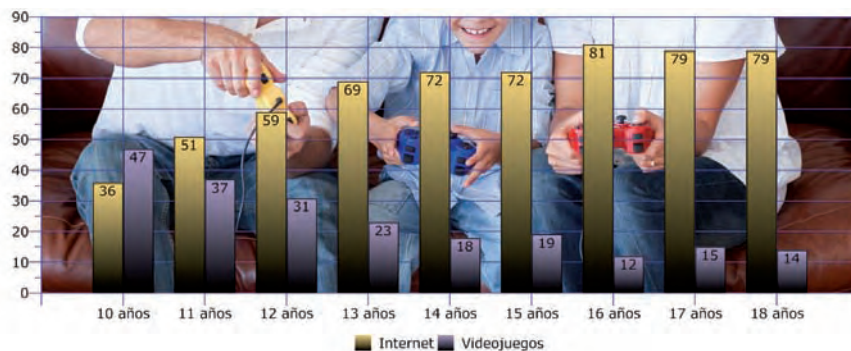 90
80
70
60
50
40
30
20
10
0
36
47
51
37
59
31
69
23
72
18
72
19
81
12
79
15
79
14
10 años
11 años
12 años
13 años
14 años
15 años
16 años
17 años
18 años
Internet
Videojuegos